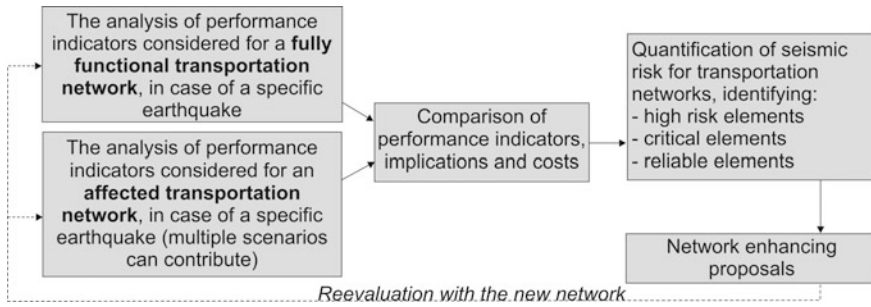 The analysis of performance
indicators considered for a fully
functional transportation
network, in case of a specific
earthquake
The analysis of performance
indicators considered for an
affected transportation
network, in case of a specific
earthquake (multiple scenarios
can contribute)
Comparison of
performance indicators,
implications and costs
Quantification of seismic
risk for transportation
networks, identifying:
- high risk elements
- critical elements
- reliable elements
Network enhancing
proposals
Reevaluation with the new network